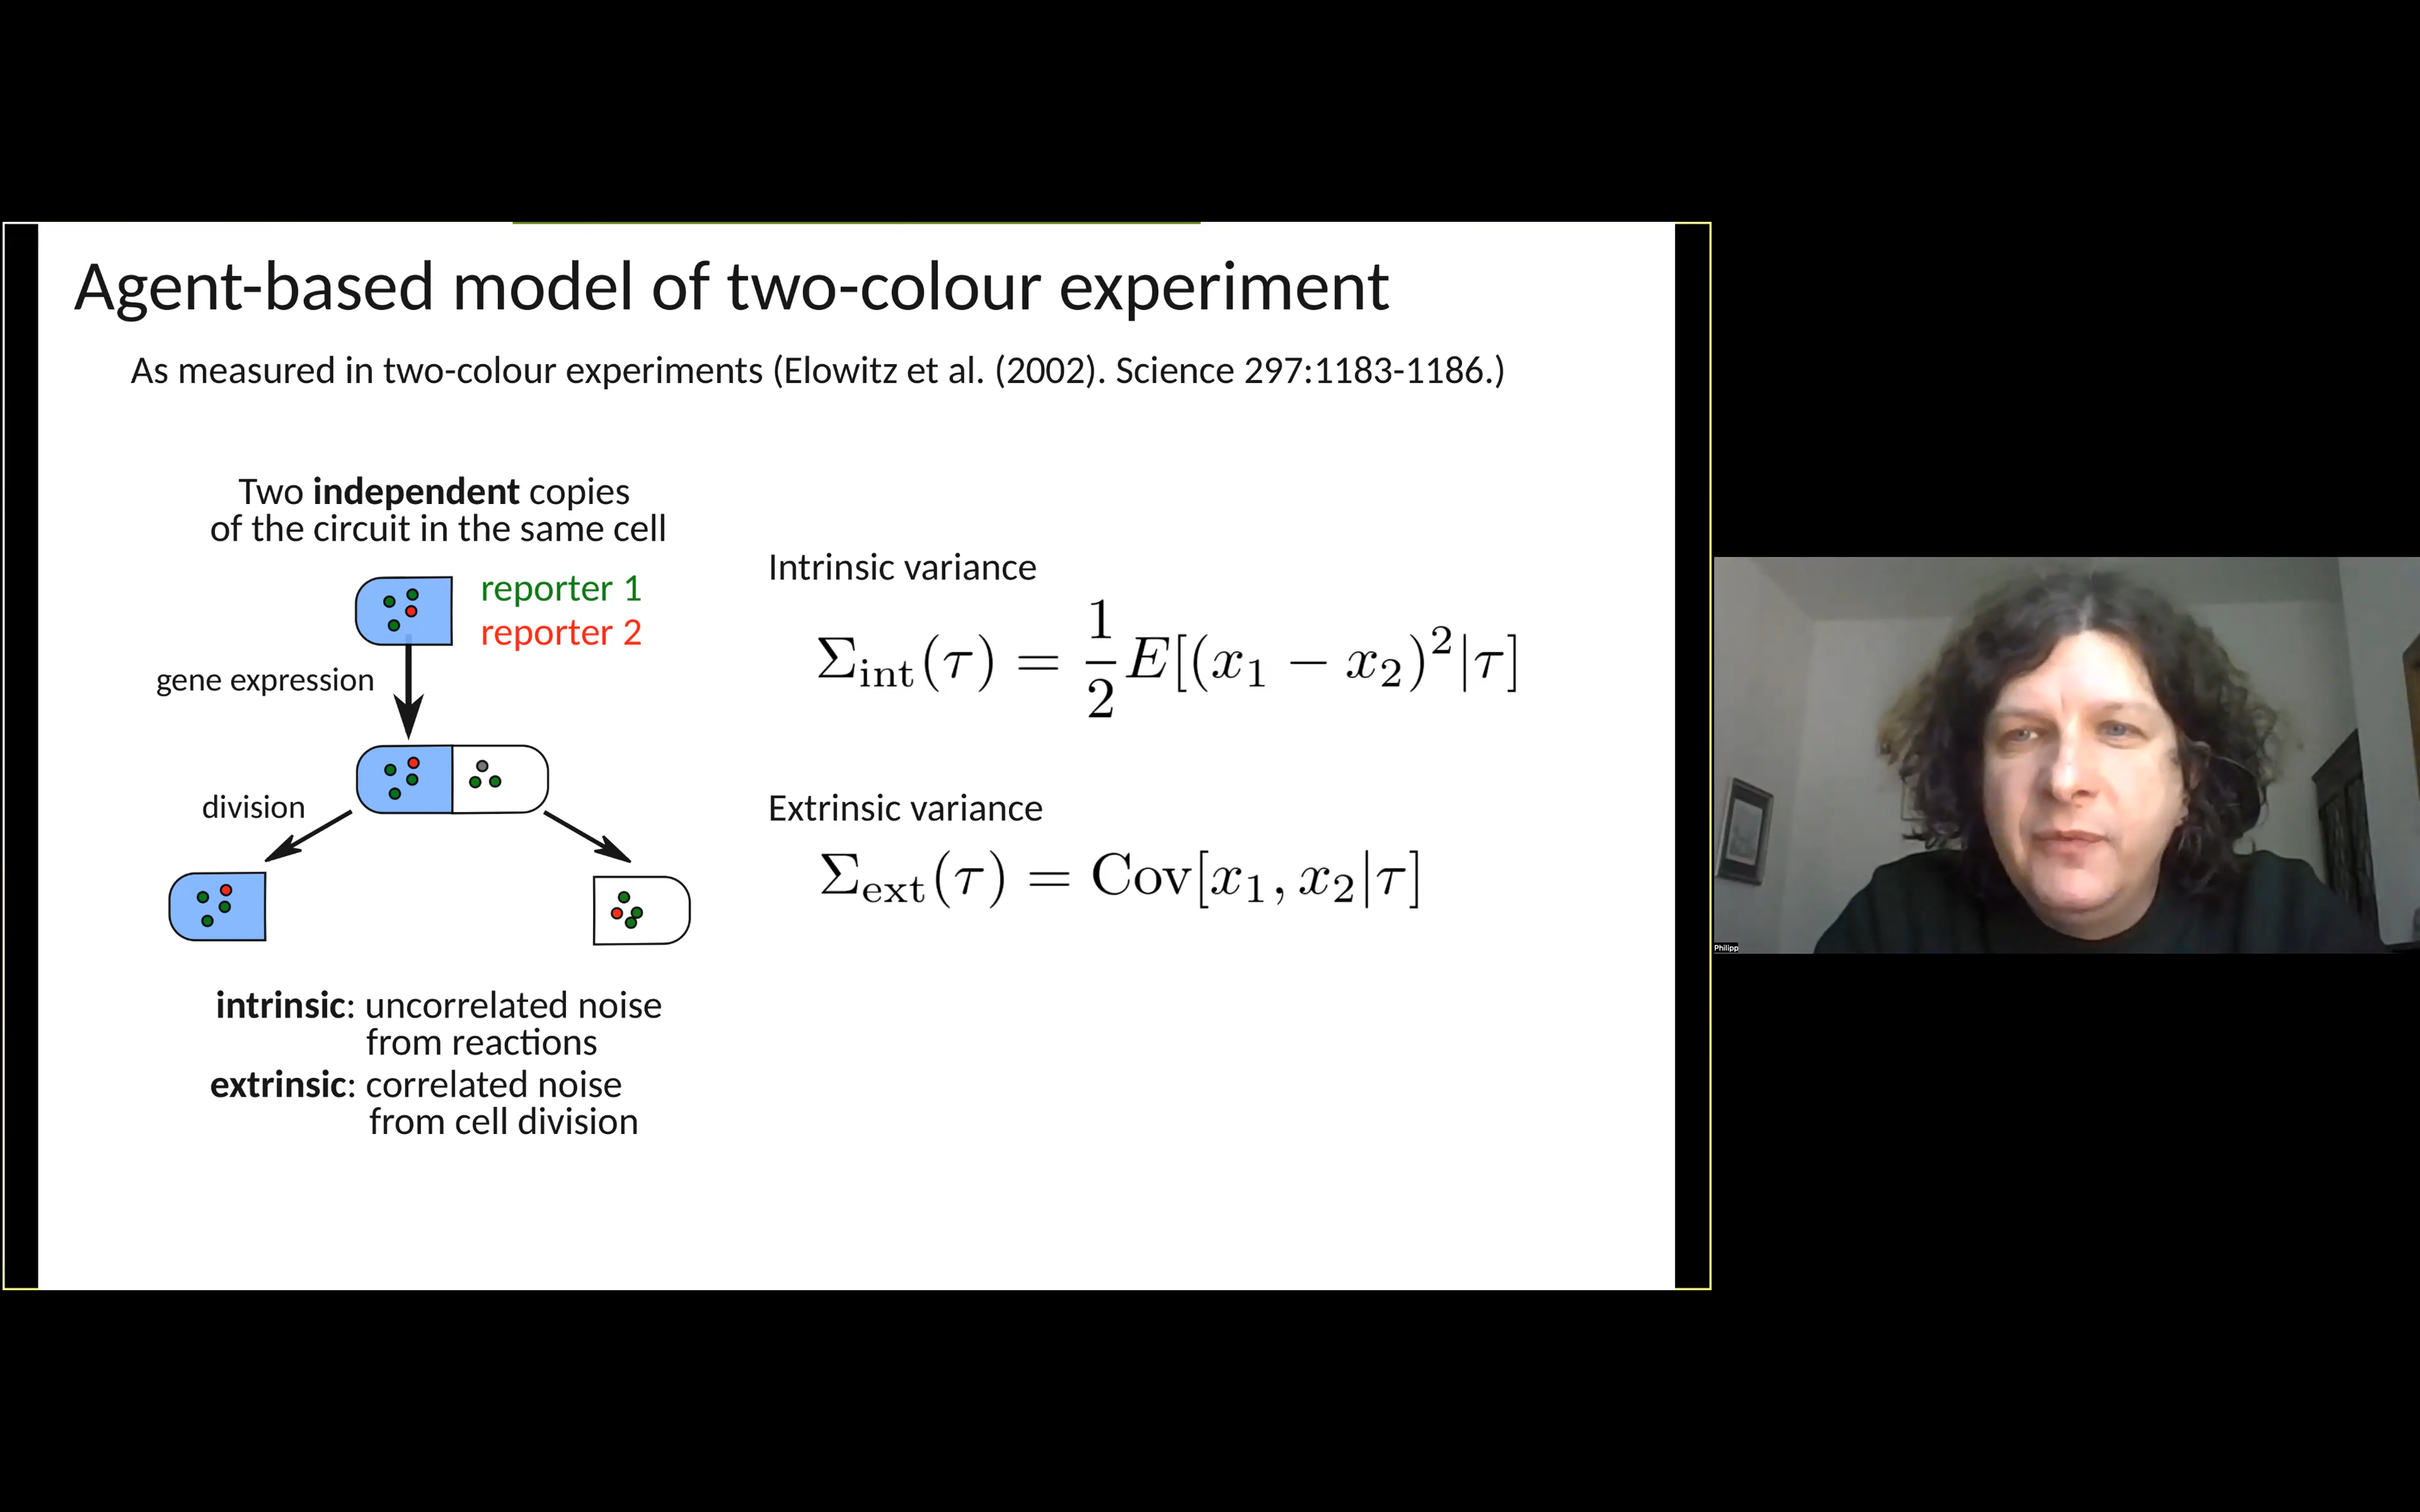 Agent-based model of two-colour experiment
As measured in two-colour experiments (Elowitz et al. (2002). Science 297:1183-1186.)
Two independent copies
of the circuit in the same cell
reporter 1
reporter 2
gene expression
division
intrinsic: uncorrelated noise
from reactions
extrinsic: correlated noise
from cell division
Intrinsic variance
Σ_int(τ) = 1/2 E[(x₁ − x₂)²|τ]
Extrinsic variance
Σ_ext(τ) = Cov[x₁, x₂|τ]
Philipp